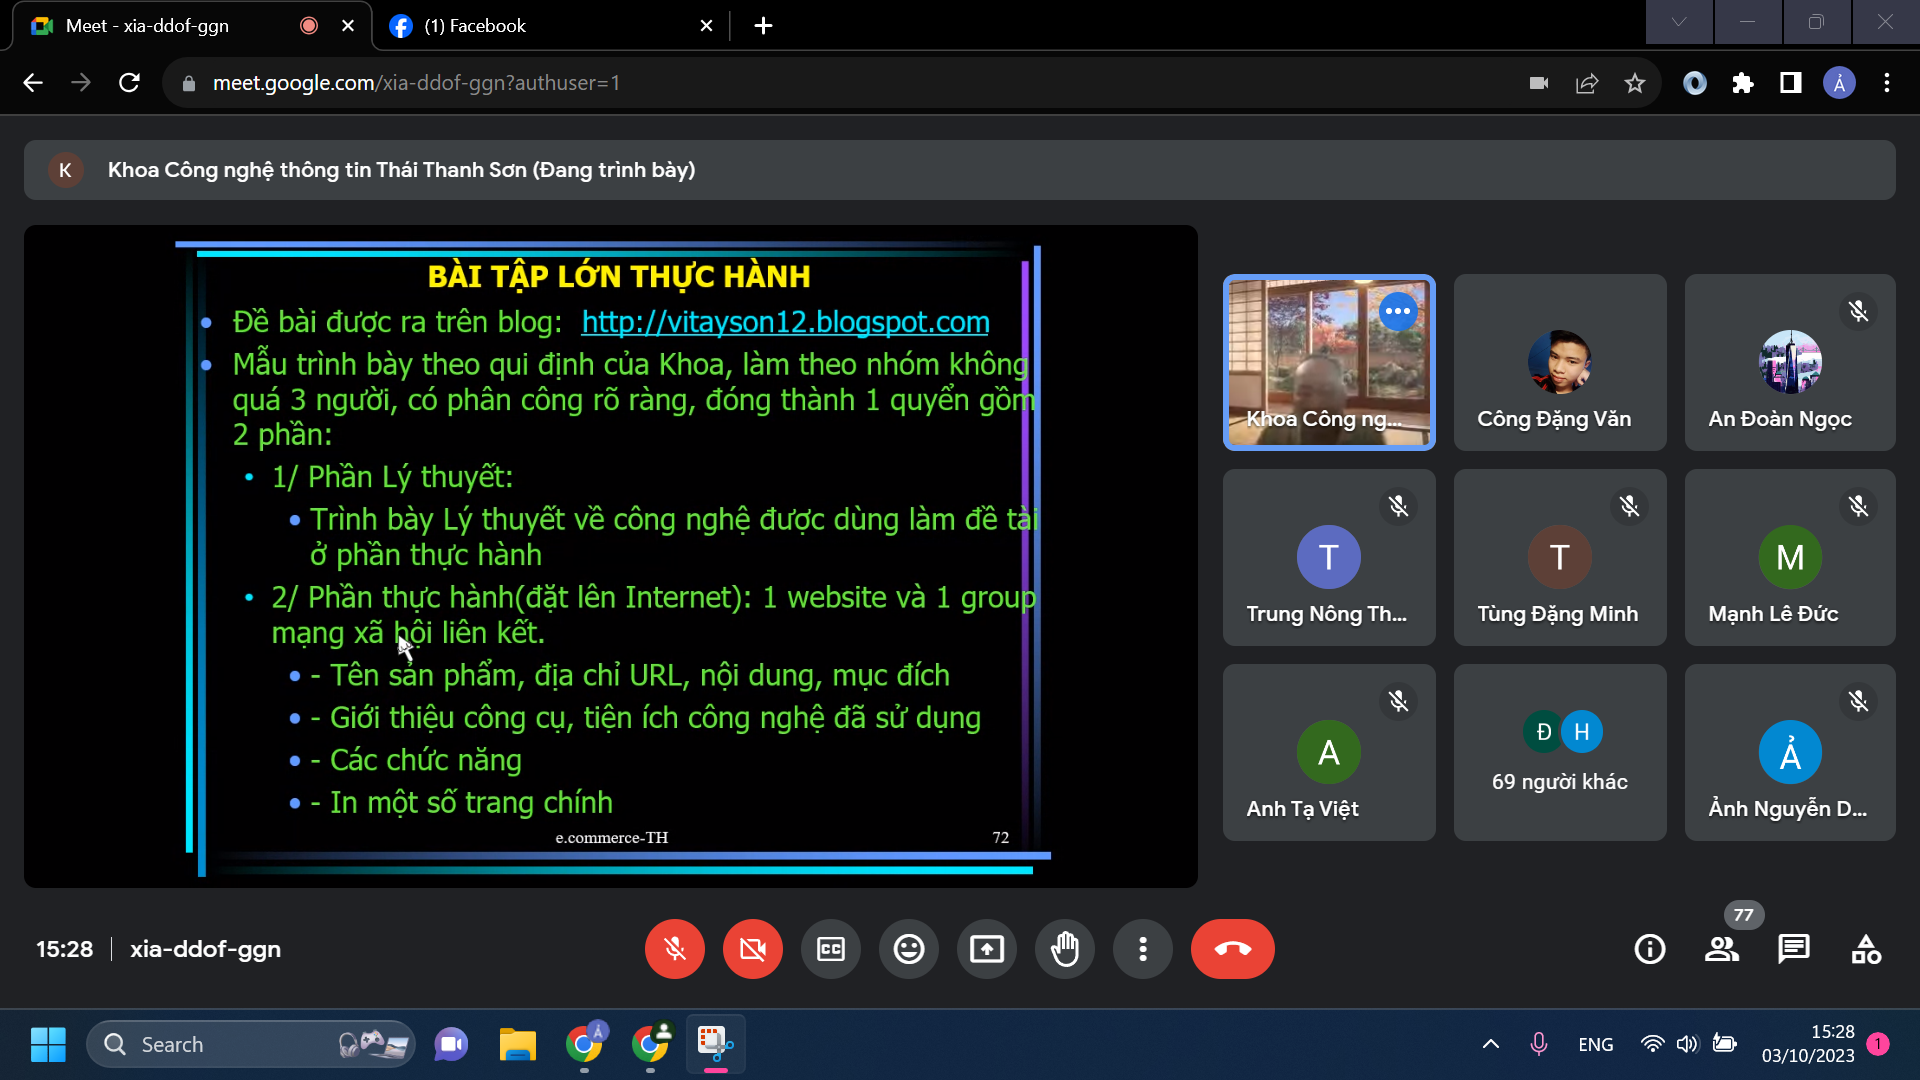 Meet - xia-ddof-ggn
(1) Facebook
meet.google.com/xia-ddof-ggn?authuser=1
Ả
K
Khoa Công nghệ thông tin Thái Thanh Sơn (Đang trình bày)
BÀI TẬP LỚN THỰC HÀNH
Đề bài được ra trên blog: http://vitayson12.blogspot.com
Mẫu trình bày theo qui định của Khoa, làm theo nhóm không
quá 3 người, có phân công rõ ràng, đóng thành 1 quyển gồm
2 phần:
1/ Phần Lý thuyết:
Trình bày Lý thuyết về công nghệ được dùng làm đề tài
ở phần thực hành
2/ Phần thực hành(đặt lên Internet): 1 website và 1 group
mạng xã hội liên kết.
- Tên sản phẩm, địa chỉ URL, nội dung, mục đích
- Giới thiệu công cụ, tiện ích công nghệ đã sử dụng
- Các chức năng
- In một số trang chính
e.commerce-TH
72
Khoa Công ng...
Công Đặng Văn
An Đoàn Ngọc
T
Trung Nông Th...
T
Tùng Đặng Minh
M
Mạnh Lê Đức
A
Anh Tạ Việt
Đ H
69 người khác
Ả
Ảnh Nguyễn D...
15:28
xia-ddof-ggn
CC
77
Search
ENG
15:28
03/10/2023
1